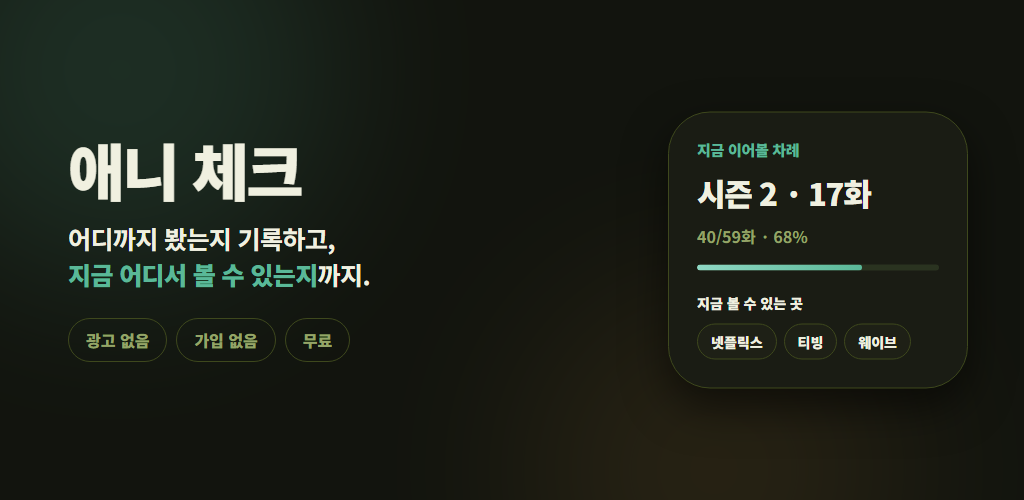 애니 체크
어디까지 봤는지 기록하고,
지금 어디서 볼 수 있는지까지.
광고 없음 가입 없음 무료
지금 이어볼 차례
시즌 2 · 17화
40/59화 · 68%
지금 볼 수 있는 곳
넷플릭스 티빙 웨이브